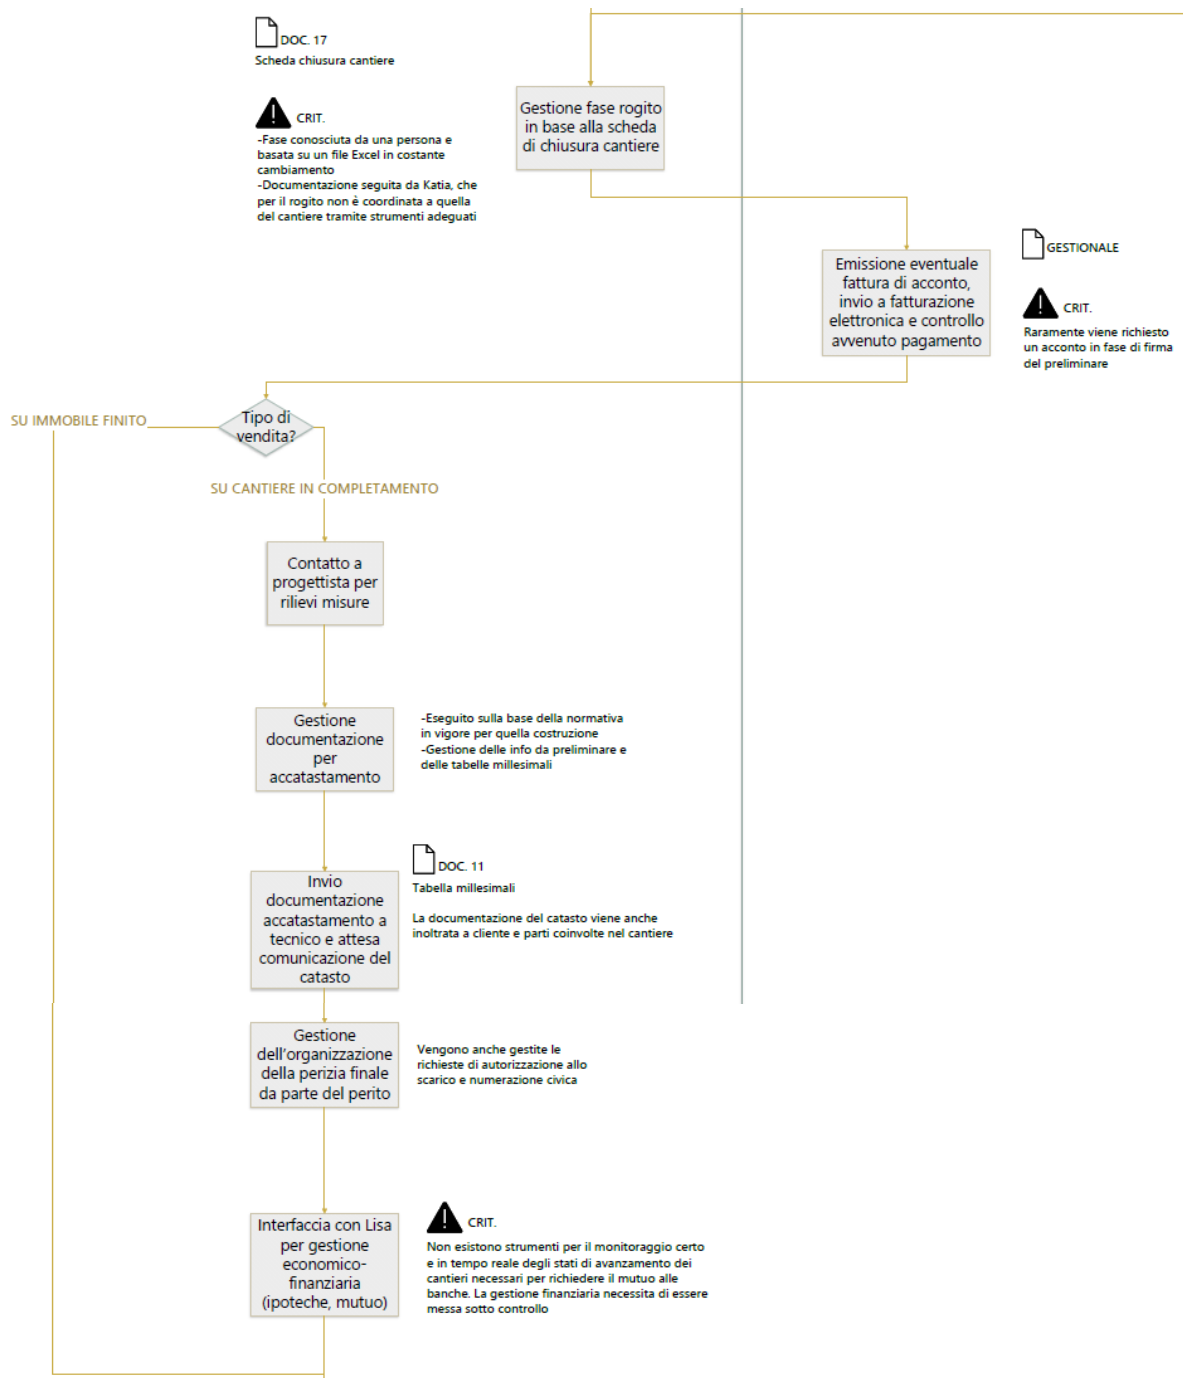 DOC. 17
Scheda chiusura cantiere
CRIT.
-Fase conosciuta da una persona e
basata su un file Excel in costante
cambiamento
-Documentazione seguita da Katia, che
per il rogito non è coordinata a quella
del cantiere tramite strumenti adeguati
Gestione fase rogito
in base alla scheda
di chiusura cantiere
Emissione eventuale
fattura di acconto,
invio a fatturazione
elettronica e controllo
avvenuto pagamento
GESTIONALE
CRIT.
Raramente viene richiesto
un acconto in fase di firma
del preliminare
SU IMMOBILE FINITO
Tipo di
vendita?
SU CANTIERE IN COMPLETAMENTO
Contatto a
progettista per
rilievi misure
Gestione
documentazione
per
accatastamento
-Eseguito sulla base della normativa
in vigore per quella costruzione
-Gestione delle info da preliminare e
delle tabelle millesimali
Invio
documentazione
accatastamento a
tecnico e attesa
comunicazione del
catasto
DOC. 11
Tabella millesimali
La documentazione del catasto viene anche
inoltrata a cliente e parti coinvolte nel cantiere
Gestione
dell'organizzazione
della perizia finale
da parte del perito
Vengono anche gestite le
richieste di autorizzazione allo
scarico e numerazione civica
Interfaccia con Lisa
per gestione
economico-
finanziaria
(ipoteche, mutuo)
CRIT.
Non esistono strumenti per il monitoraggio certo
e in tempo reale degli stati di avanzamento dei
cantieri necessari per richiedere il mutuo alle
banche. La gestione finanziaria necessita di essere
messa sotto controllo